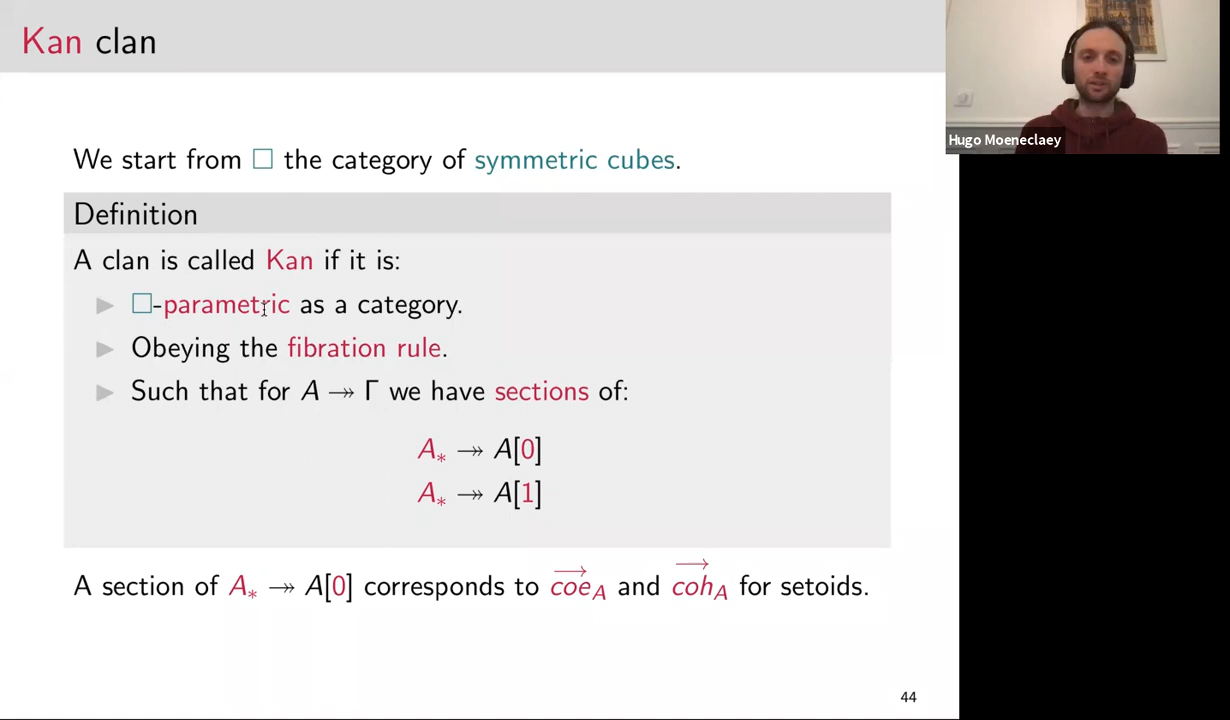 Kan clan
We start from □ the category of symmetric cubes.
Definition
A clan is called Kan if it is:
▶ □-parametric as a category.
▶ Obeying the fibration rule.
▶ Such that for A ↠ Γ we have sections of:
A∗ ↠ A[0]
A∗ ↠ A[1]
A section of A∗ ↠ A[0] corresponds to →coe_A and →coh_A for setoids.
44
Hugo Moeneclaey